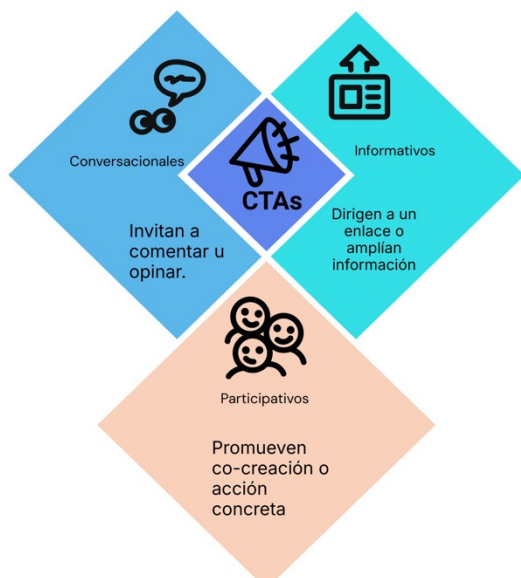 CTAs
Conversacionales
Invitan a
comentar u
opinar.
Informativos
Dirigen a un
enlace o
amplían
información
Participativos
Promueven
co-creación o
acción
concreta